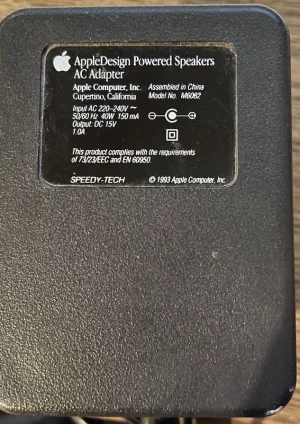 AppleDesign Powered Speakers
AC Adapter
Apple Computer, Inc. Assembled in China
Cupertino, California Model No. M6082
Input AC 220-240V ~
50/60 Hz 40W 150 mA
Output: DC 15V
1.0A
This product complies with the requirements
of 73/23/EEC and EN 60950.
SPEEDY-TECH © 1993 Apple Computer, Inc.